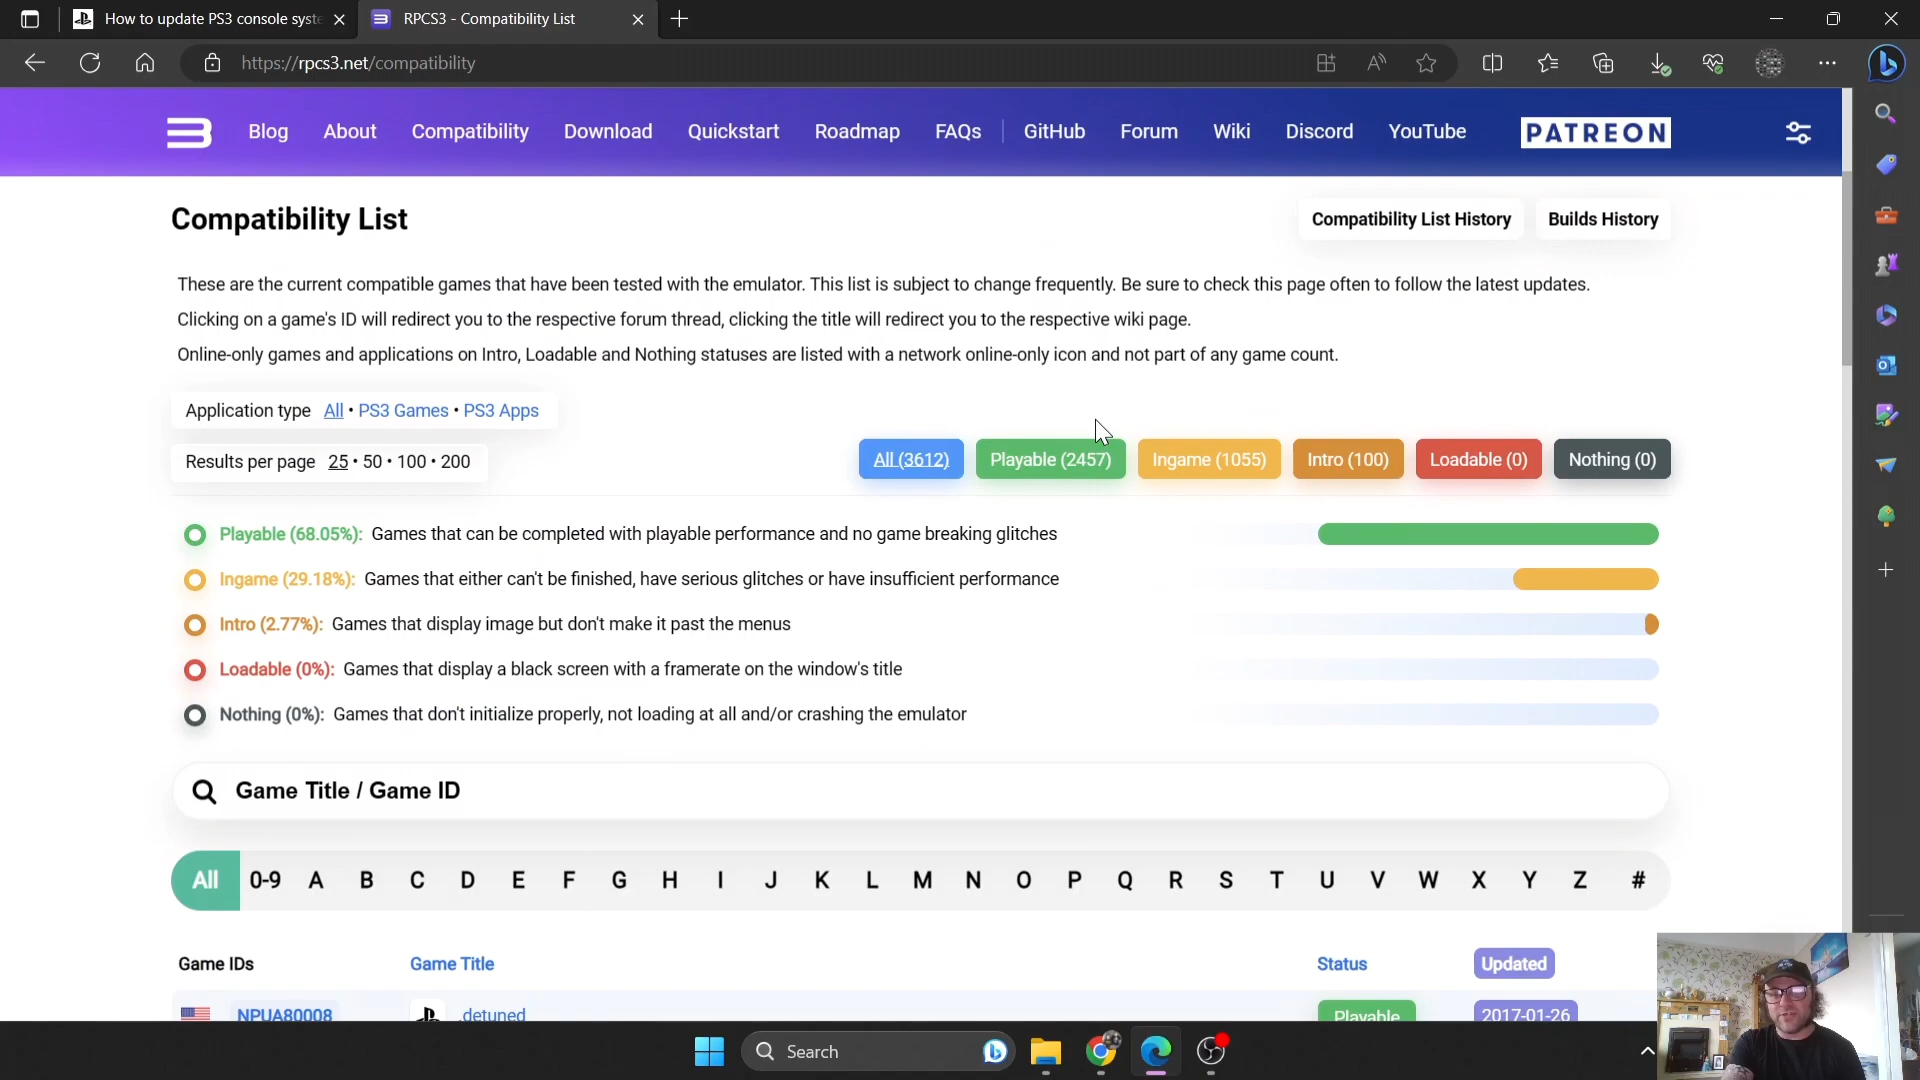 How to update PS3 console syste
RPCS3 - Compatibility List
https://rpcs3.net/compatibility
Blog About Compatibility Download Quickstart Roadmap FAQs GitHub Forum Wiki Discord YouTube PATREON
Compatibility List
Compatibility List History
Builds History
These are the current compatible games that have been tested with the emulator. This list is subject to change frequently. Be sure to check this page often to follow the latest updates.
Clicking on a game's ID will redirect you to the respective forum thread, clicking the title will redirect you to the respective wiki page.
Online-only games and applications on Intro, Loadable and Nothing statuses are listed with a network online-only icon and not part of any game count.
Application type All • PS3 Games • PS3 Apps
Results per page 25 • 50 • 100 • 200
All (3612) Playable (2457) Ingame (1055) Intro (100) Loadable (0) Nothing (0)
Playable (68.05%): Games that can be completed with playable performance and no game breaking glitches
Ingame (29.18%): Games that either can't be finished, have serious glitches or have insufficient performance
Intro (2.77%): Games that display image but don't make it past the menus
Loadable (0%): Games that display a black screen with a framerate on the window's title
Nothing (0%): Games that don't initialize properly, not loading at all and/or crashing the emulator
Game Title / Game ID
All 0-9 A B C D E F G H I J K L M N O P Q R S T U V W X Y Z #
Game IDs Game Title Status Updated
NPUA80008 .detuned Playable 2017-01-26
Search